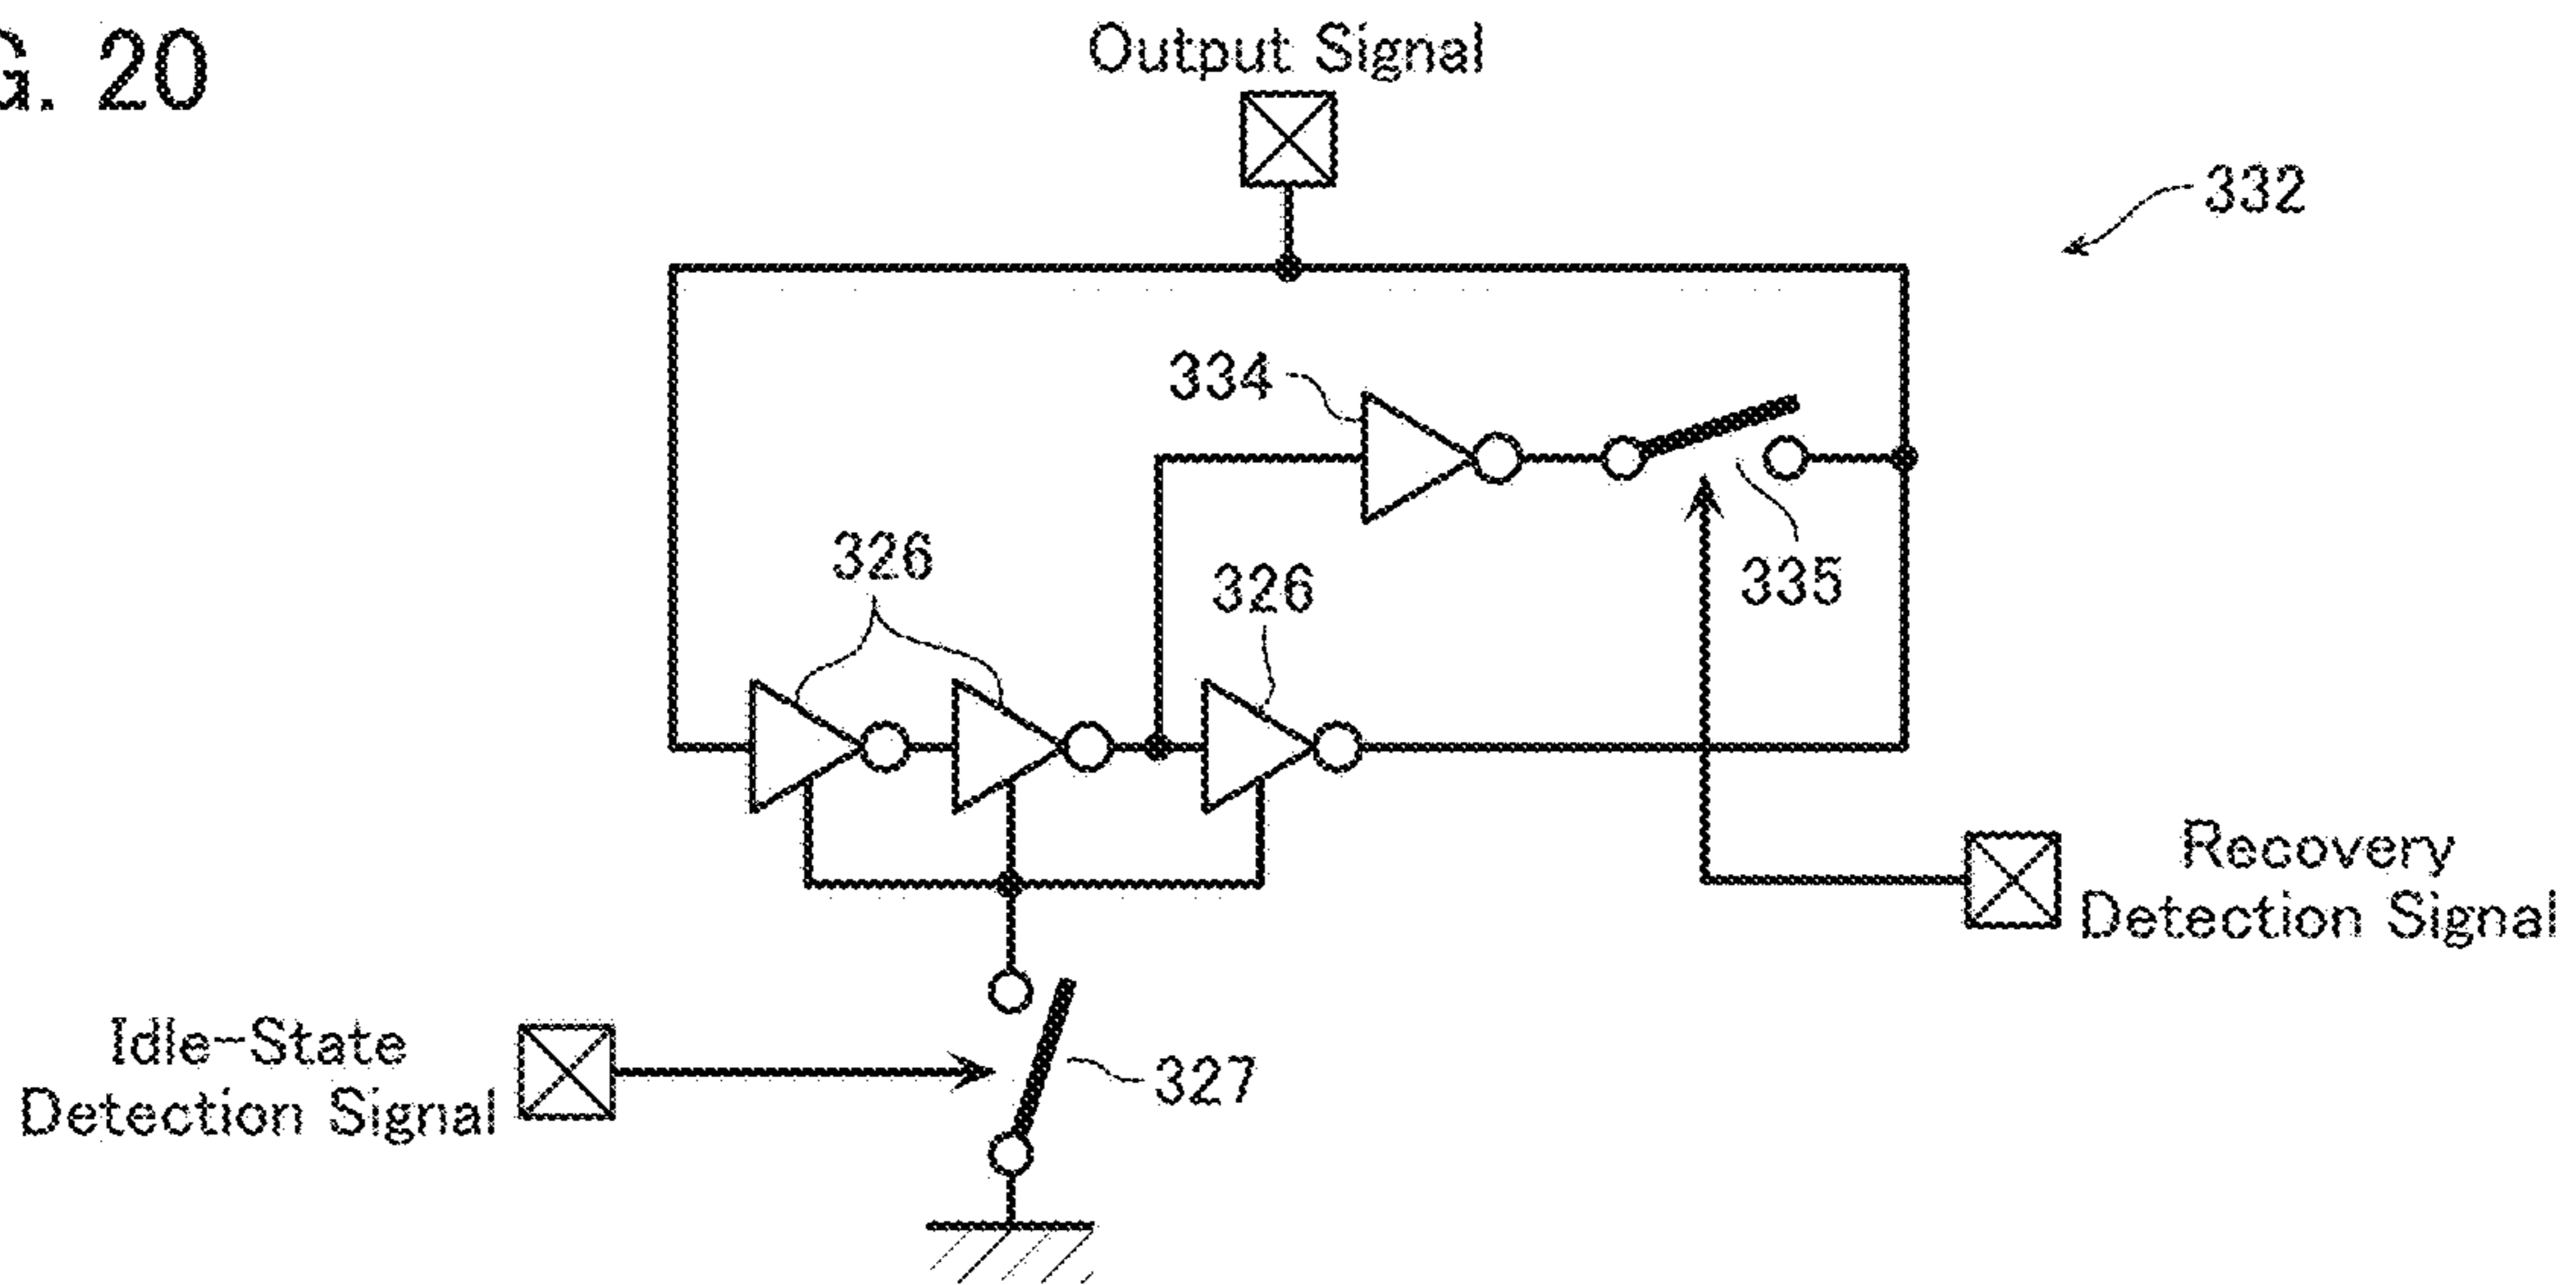 G. 20
Output Signal
332
334
335
326
326
Recovery
Detection Signal
Idle-State
Detection Signal
327